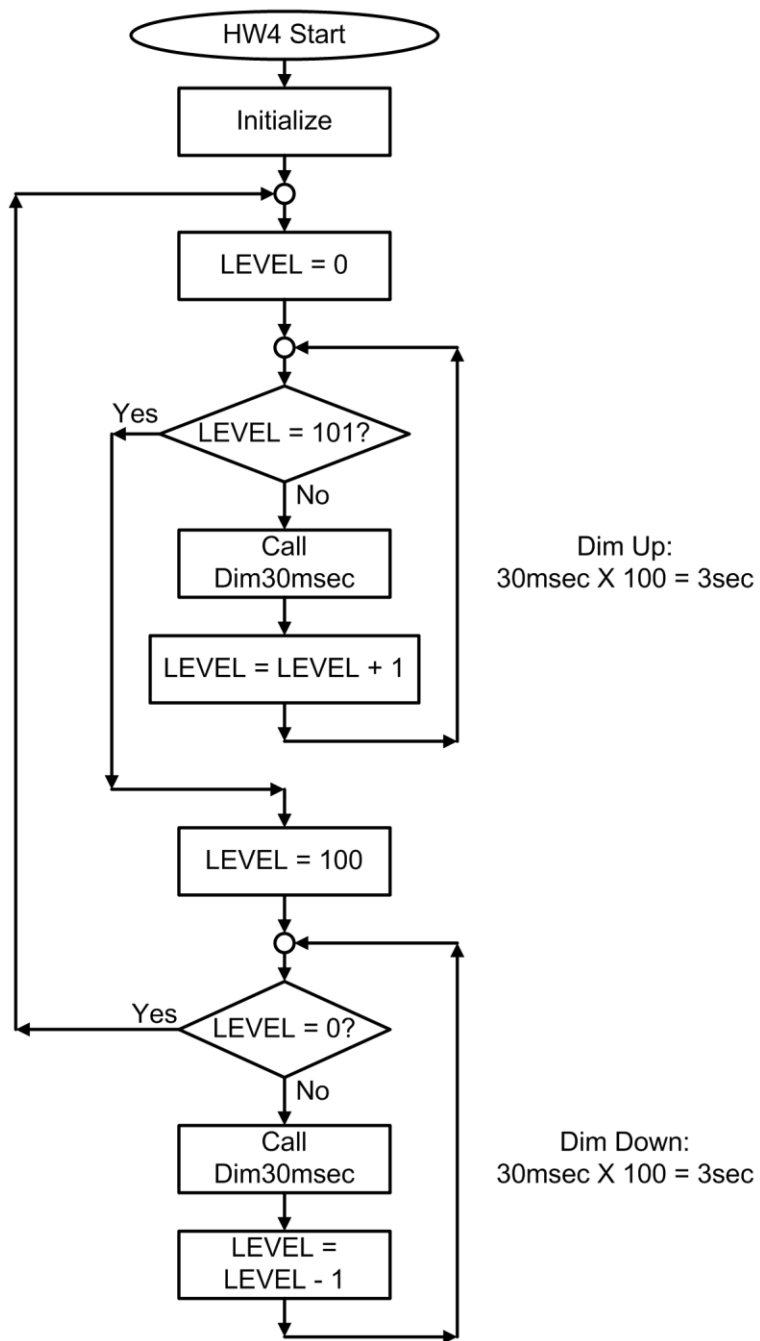 HW4 Start
Initialize
LEVEL = 0
Yes
LEVEL = 101?
No
Call
Dim30msec
Dim Up:
30msec X 100 = 3sec
LEVEL = LEVEL + 1
LEVEL = 100
Yes
LEVEL = 0?
No
Call
Dim30msec
Dim Down:
30msec X 100 = 3sec
LEVEL =
LEVEL - 1